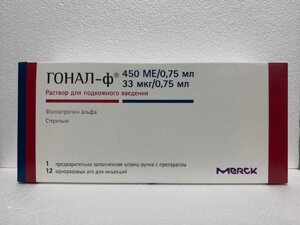 ГОНАЛ-ф® 450 МЕ/0,75 мл
33 мкг/0,75 мл
Раствор для подкожного введения
Фоллитропин альфа
Стерильно
1 предварительно заполненная шприц-ручка с препаратом
12 одноразовых игл для инъекций
MERCK